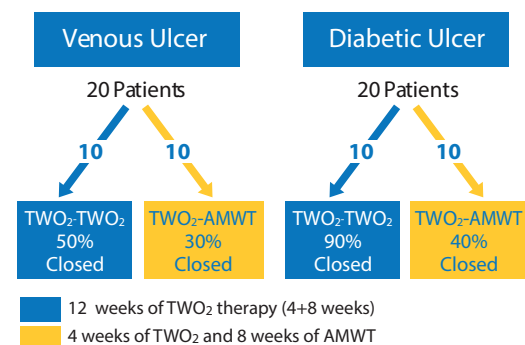 Venous Ulcer
Diabetic Ulcer
20 Patients
20 Patients
10
10
10
10
TWO₂-TWO₂
50%
Closed
TWO₂-AMWT
30%
Closed
TWO₂-TWO₂
90%
Closed
TWO₂-AMWT
40%
Closed
12 weeks of TWO₂ therapy (4+8 weeks)
4 weeks of TWO₂ and 8 weeks of AMWT